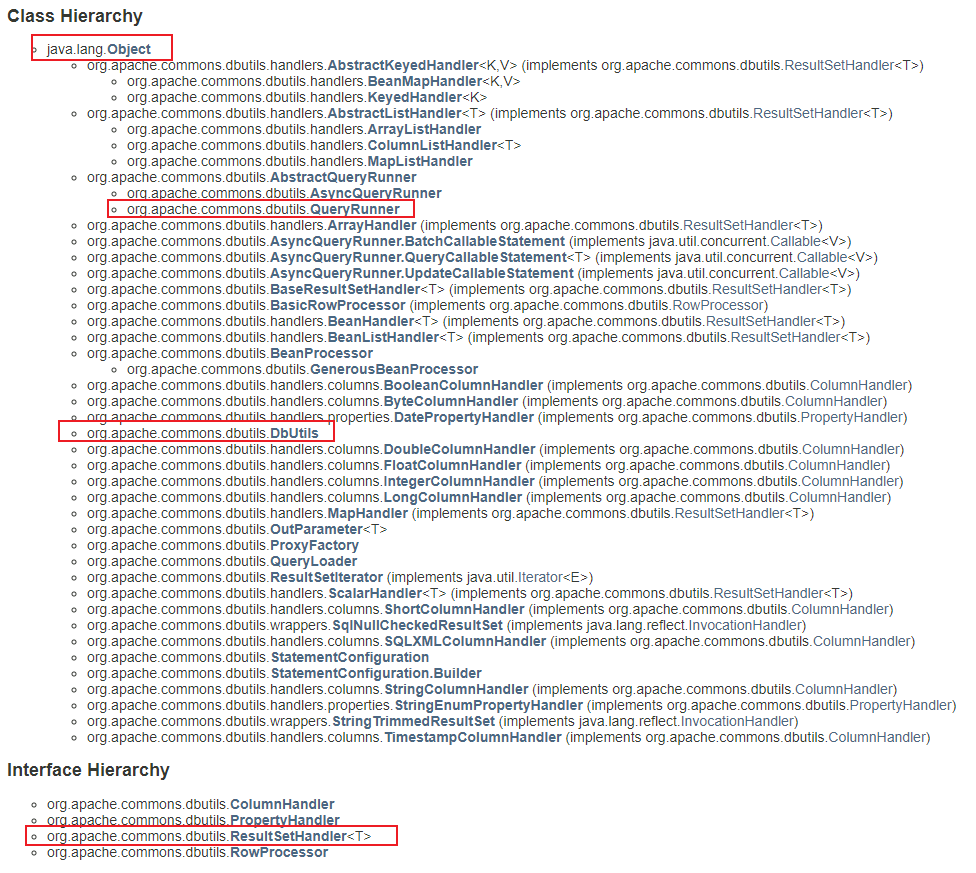 Class Hierarchy
java.lang.Object
org.apache.commons.dbutils.handlers.AbstractKeyedHandler<K,V> (implements org.apache.commons.dbutils.ResultSetHandler<T>)
org.apache.commons.dbutils.handlers.BeanMapHandler<K,V>
org.apache.commons.dbutils.handlers.KeyedHandler<K>
org.apache.commons.dbutils.handlers.AbstractListHandler<T> (implements org.apache.commons.dbutils.ResultSetHandler<T>)
org.apache.commons.dbutils.handlers.ArrayListHandler
org.apache.commons.dbutils.handlers.ColumnListHandler<T>
org.apache.commons.dbutils.handlers.MapListHandler
org.apache.commons.dbutils.AbstractQueryRunner
org.apache.commons.dbutils.AsyncQueryRunner
org.apache.commons.dbutils.QueryRunner
org.apache.commons.dbutils.handlers.ArrayHandler (implements org.apache.commons.dbutils.ResultSetHandler<T>)
org.apache.commons.dbutils.AsyncQueryRunner.BatchCallableStatement (implements java.util.concurrent.Callable<V>)
org.apache.commons.dbutils.AsyncQueryRunner.QueryCallableStatement<T> (implements java.util.concurrent.Callable<V>)
org.apache.commons.dbutils.AsyncQueryRunner.UpdateCallableStatement (implements java.util.concurrent.Callable<V>)
org.apache.commons.dbutils.BaseResultSetHandler<T> (implements org.apache.commons.dbutils.ResultSetHandler<T>)
org.apache.commons.dbutils.BasicRowProcessor (implements org.apache.commons.dbutils.RowProcessor)
org.apache.commons.dbutils.handlers.BeanHandler<T> (implements org.apache.commons.dbutils.ResultSetHandler<T>)
org.apache.commons.dbutils.handlers.BeanListHandler<T> (implements org.apache.commons.dbutils.ResultSetHandler<T>)
org.apache.commons.dbutils.BeanProcessor
org.apache.commons.dbutils.GenerousBeanProcessor
org.apache.commons.dbutils.handlers.columns.BooleanColumnHandler (implements org.apache.commons.dbutils.ColumnHandler)
org.apache.commons.dbutils.handlers.columns.ByteColumnHandler (implements org.apache.commons.dbutils.ColumnHandler)
org.apache.commons.dbutils.handlers.properties.DatePropertyHandler (implements org.apache.commons.dbutils.PropertyHandler)
org.apache.commons.dbutils.DbUtils
org.apache.commons.dbutils.handlers.columns.DoubleColumnHandler (implements org.apache.commons.dbutils.ColumnHandler)
org.apache.commons.dbutils.handlers.columns.FloatColumnHandler (implements org.apache.commons.dbutils.ColumnHandler)
org.apache.commons.dbutils.handlers.columns.IntegerColumnHandler (implements org.apache.commons.dbutils.ColumnHandler)
org.apache.commons.dbutils.handlers.columns.LongColumnHandler (implements org.apache.commons.dbutils.ColumnHandler)
org.apache.commons.dbutils.handlers.MapHandler (implements org.apache.commons.dbutils.ResultSetHandler<T>)
org.apache.commons.dbutils.OutParameter<T>
org.apache.commons.dbutils.ProxyFactory
org.apache.commons.dbutils.QueryLoader
org.apache.commons.dbutils.ResultSetIterator (implements java.util.Iterator<E>)
org.apache.commons.dbutils.handlers.ScalarHandler<T> (implements org.apache.commons.dbutils.ResultSetHandler<T>)
org.apache.commons.dbutils.handlers.columns.ShortColumnHandler (implements org.apache.commons.dbutils.ColumnHandler)
org.apache.commons.dbutils.wrappers.SqlNullCheckedResultSet (implements java.lang.reflect.InvocationHandler)
org.apache.commons.dbutils.handlers.columns.SQLXMLColumnHandler (implements org.apache.commons.dbutils.ColumnHandler)
org.apache.commons.dbutils.StatementConfiguration
org.apache.commons.dbutils.StatementConfiguration.Builder
org.apache.commons.dbutils.handlers.columns.StringColumnHandler (implements org.apache.commons.dbutils.ColumnHandler)
org.apache.commons.dbutils.handlers.properties.StringEnumPropertyHandler (implements org.apache.commons.dbutils.PropertyHandler)
org.apache.commons.dbutils.wrappers.StringTrimmedResultSet (implements java.lang.reflect.InvocationHandler)
org.apache.commons.dbutils.handlers.columns.TimestampColumnHandler (implements org.apache.commons.dbutils.ColumnHandler)
Interface Hierarchy
org.apache.commons.dbutils.ColumnHandler
org.apache.commons.dbutils.PropertyHandler
org.apache.commons.dbutils.ResultSetHandler<T>
org.apache.commons.dbutils.RowProcessor